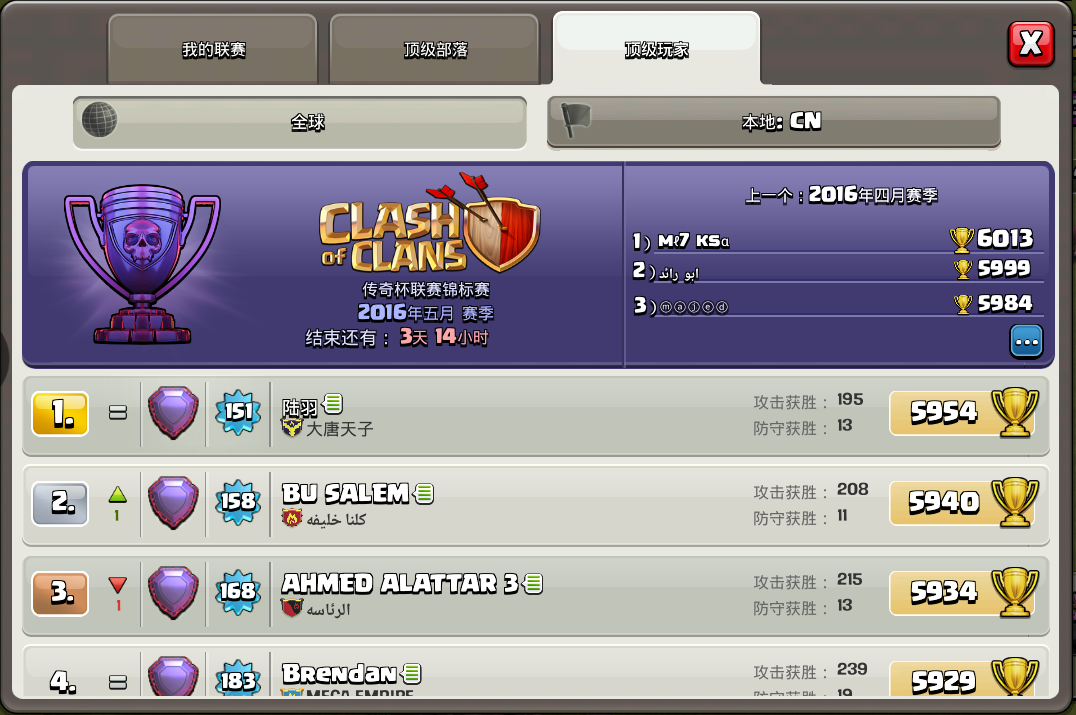 我的联赛
顶级部落
顶级玩家
X
全球
本地: CN
CLASH of CLANS
传奇杯联赛锦标赛
2016年五月 赛季
结束还有 : 3天 14小时
上一个 : 2016年四月赛季
1) Mℓ7 KSα 6013
2) ابو رائد 5999
3) ⓜⓐⓙⓔⓓ 5984
1. = 151 陆羽 攻击获胜 : 195 5954
大唐天子 防守获胜 : 13
2. 1 158 BU SALEM 攻击获胜 : 208 5940
كلنا خليفه 防守获胜 : 11
3. 1 168 AHMED ALATTAR 3 攻击获胜 : 215 5934
الرئاسه 防守获胜 : 13
4. = 183 Brendan 攻击获胜 : 239 5929
MEGA EMPIRE 防守获胜 : 19